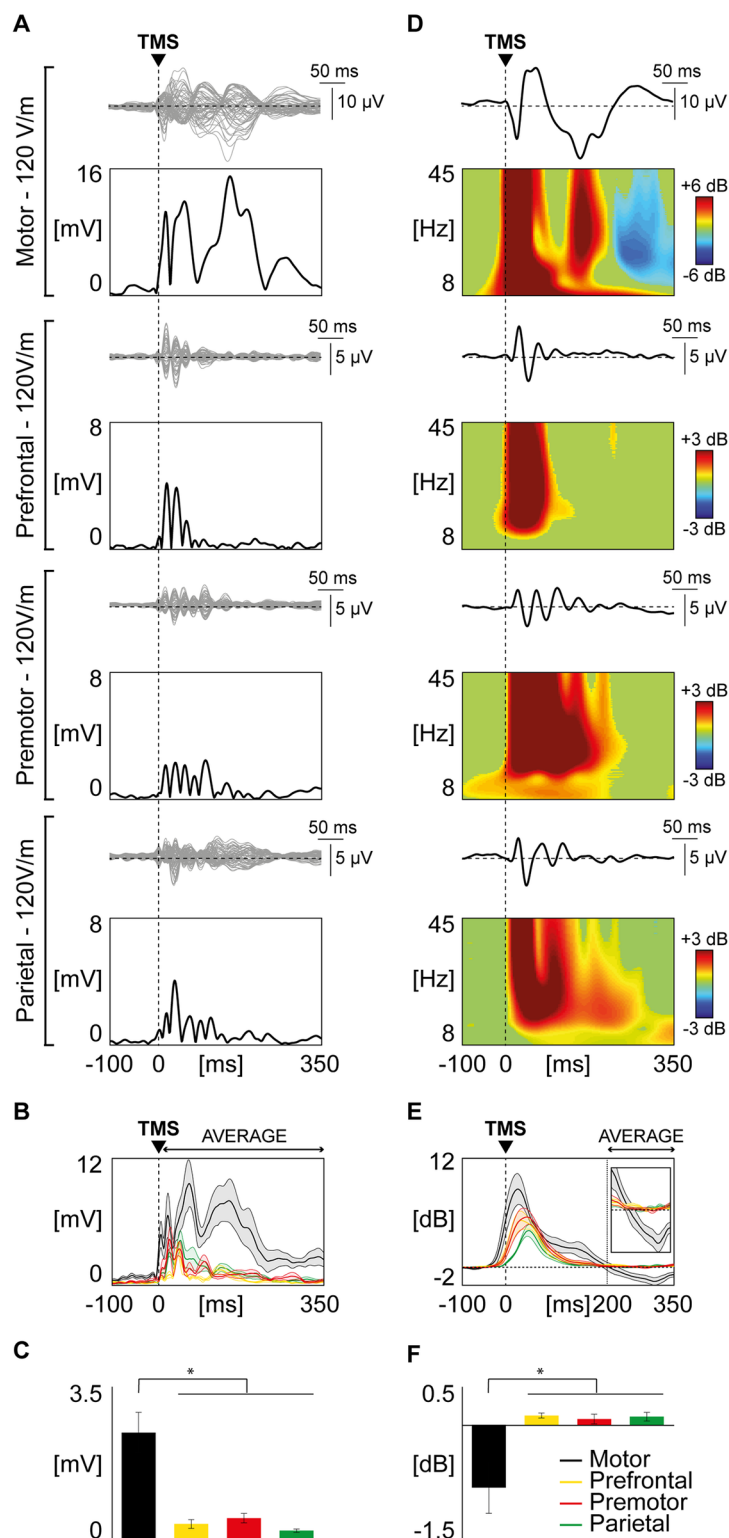 A
TMS
50 ms
10 µV
Motor - 120 V/m
16
[mV]
0
50 ms
5 µV
Prefrontal - 120V/m
8
[mV]
0
50 ms
5 µV
Premotor - 120V/m
8
[mV]
0
50 ms
5 µV
Parietal - 120V/m
8
[mV]
0
-100 0 [ms] 350
D
TMS
50 ms
10 µV
45
[Hz]
8
+6 dB
-6 dB
50 ms
5 µV
45
[Hz]
8
+3 dB
-3 dB
50 ms
5 µV
45
[Hz]
8
+3 dB
-3 dB
50 ms
5 µV
45
[Hz]
8
+3 dB
-3 dB
-100 0 [ms] 350
B
TMS
AVERAGE
12
[mV]
0
-100 0 [ms] 350
E
TMS
AVERAGE
12
[dB]
-2
-100 0 [ms] 200 350
C
3.5
*
[mV]
0
F
0.5
*
[dB]
-1.5
Motor
Prefrontal
Premotor
Parietal